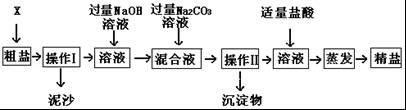 X
过量NaOH
溶液
过量Na₂CO₃
溶液
适量盐酸
粗盐
操作I
溶液
混合液
操作II
溶液
蒸发
精盐
泥沙
沉淀物